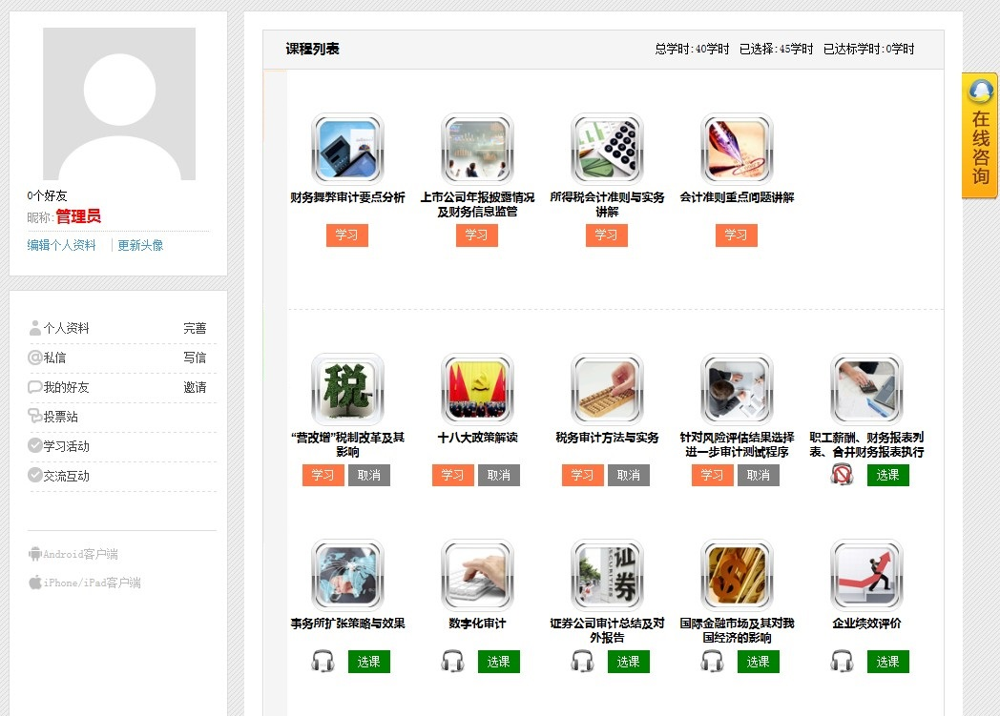 0个好友
昵称:管理员
编辑个人资料 | 更新头像
个人资料 完善
@私信 写信
我的好友 邀请
投票站
学习活动
交流互动
Android客户端
iPhone/iPad客户端
课程列表 总学时:40学时 已选择:45学时 已达标学时:0学时
财务舞弊审计要点分析
上市公司年报披露情况
及财务信息监管
所得税会计准则与实务
讲解
会计准则重点问题讲解
学习 学习 学习 学习
税
“营改增”税制改革及其
影响
十八大政策解读
税务审计方法与实务
针对风险评估结果选择
进一步审计测试程序
职工薪酬、财务报表列
表、合并财务报表执行
学习 取消 学习 取消 学习 取消 学习 取消 选课
证券
SECURITIES
$
事务所扩张策略与效果
数字化审计
证券公司审计总结及对
外报告
国际金融市场及其对我
国经济的影响
企业绩效评价
选课 选课 选课 选课 选课
在线咨询